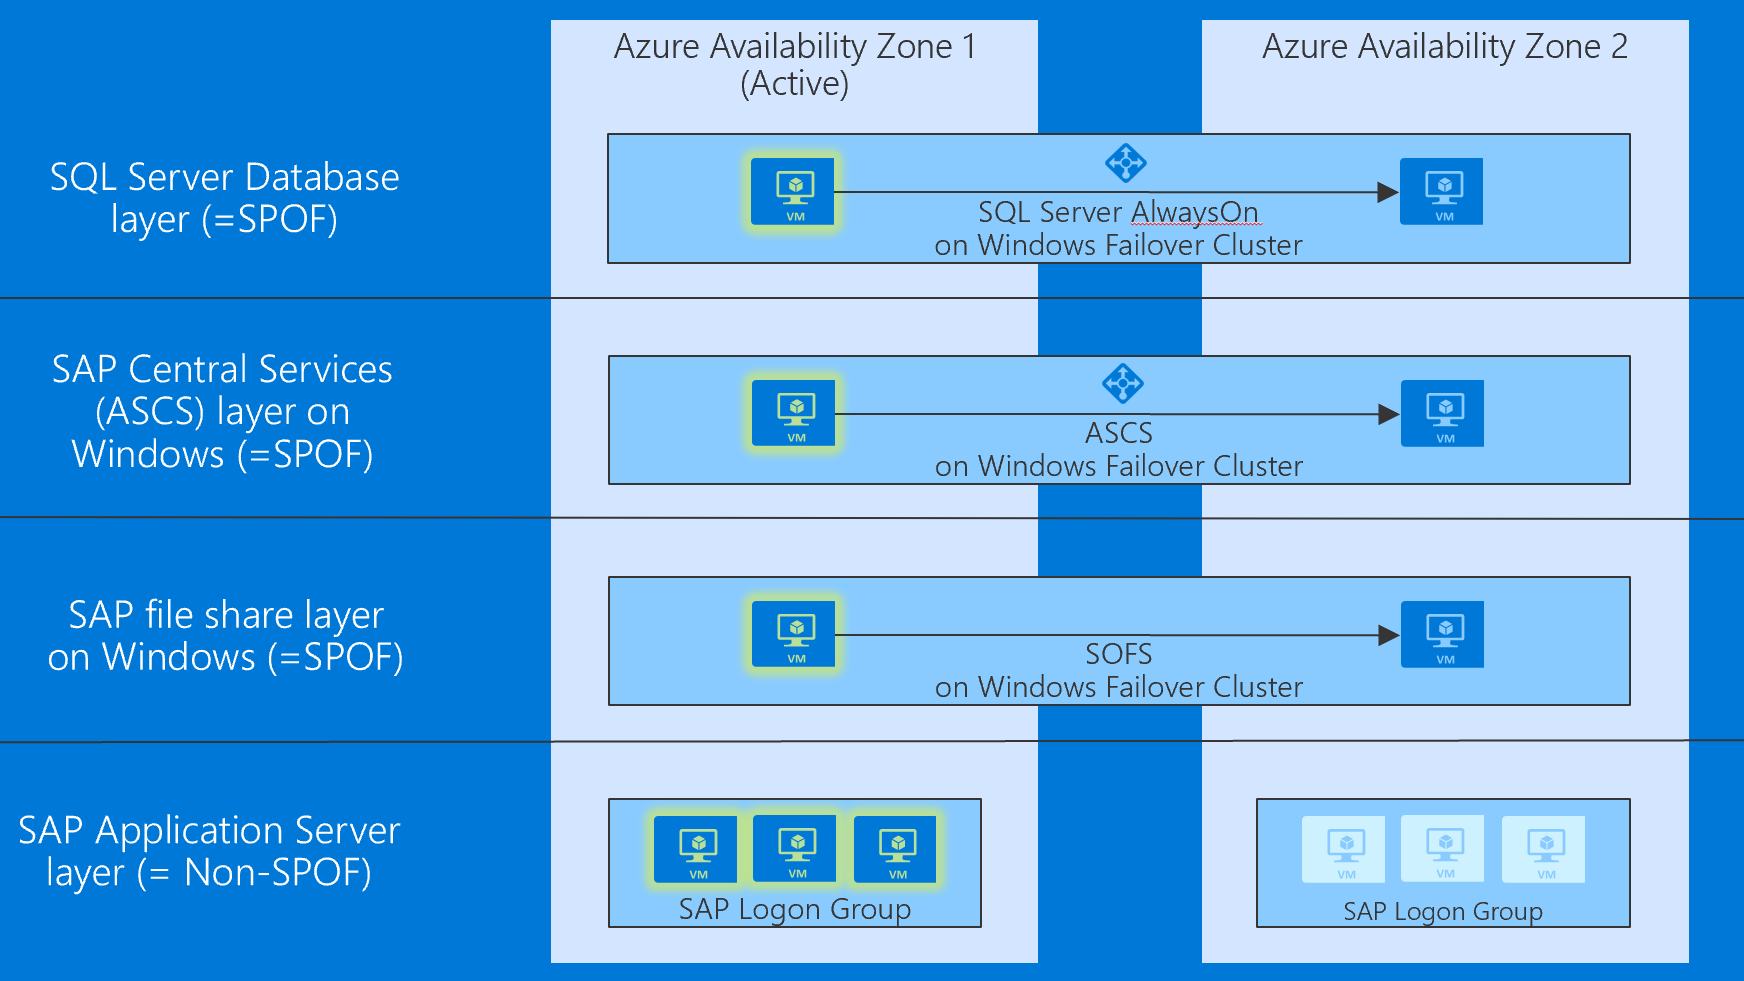 Azure Availability Zone 1
(Active)
Azure Availability Zone 2
SQL Server Database
layer (=SPOF)
VM
SQL Server AlwaysOn
on Windows Failover Cluster
VM
SAP Central Services
(ASCS) layer on
Windows (=SPOF)
VM
ASCS
on Windows Failover Cluster
VM
SAP file share layer
on Windows (=SPOF)
VM
SOFS
on Windows Failover Cluster
VM
SAP Application Server
layer (= Non-SPOF)
VM
VM
VM
SAP Logon Group
VM
VM
VM
SAP Logon Group